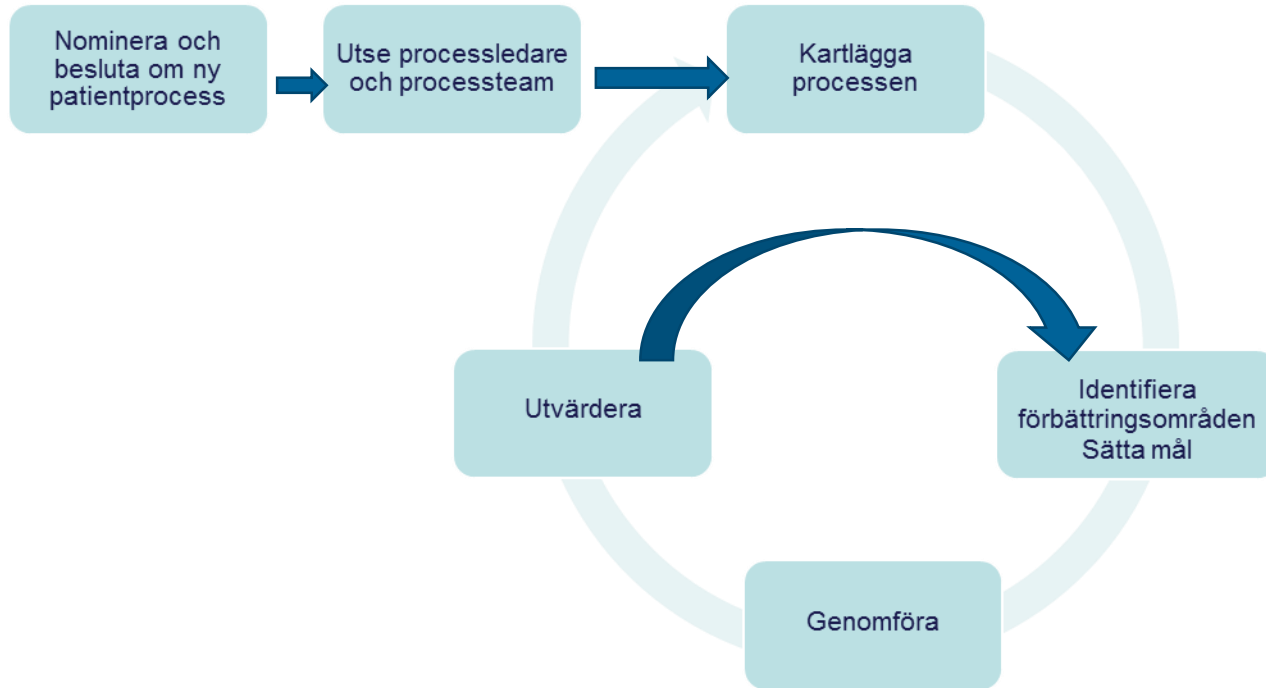 Nominera och
besluta om ny
patientprocess
Utse processledare
och processteam
Kartlägga
processen
Identifiera
förbättringsområden
Sätta mål
Genomföra
Utvärdera